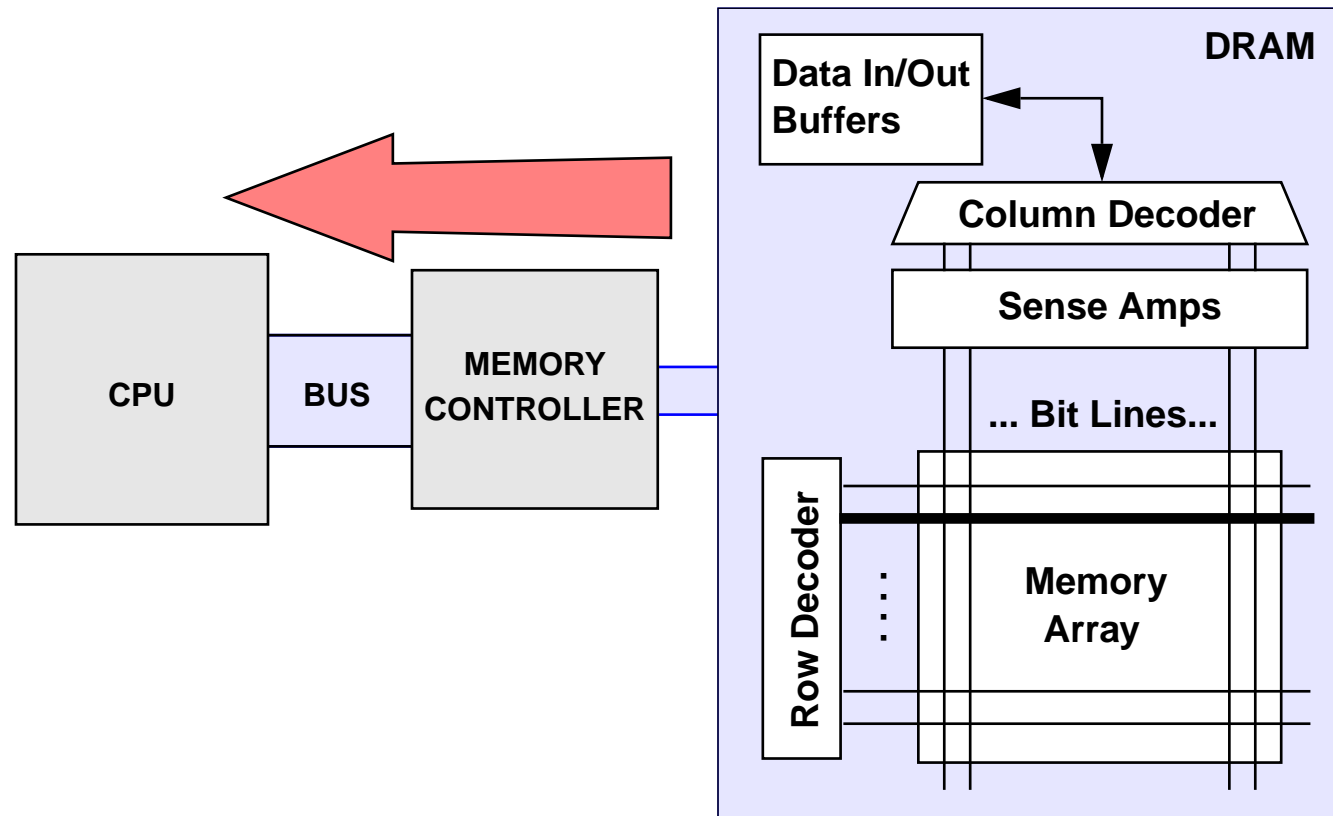 DRAM
Data In/Out
Buffers
Column Decoder
Sense Amps
... Bit Lines...
CPU
BUS
MEMORY
CONTROLLER
Row Decoder
Memory
Array